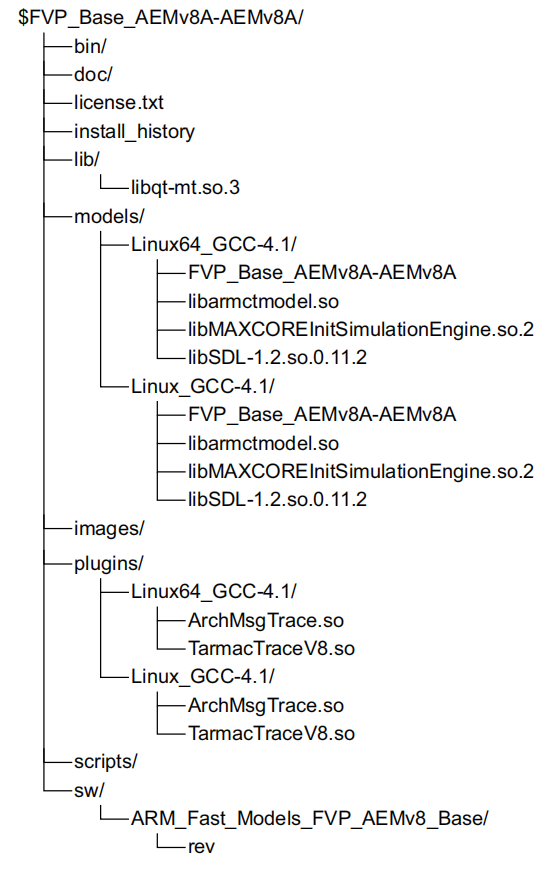 $FVP_Base_AEMv8A-AEMv8A/
bin/
doc/
license.txt
install_history
lib/
libqt-mt.so.3
models/
Linux64_GCC-4.1/
FVP_Base_AEMv8A-AEMv8A
libarmctmodel.so
libMAXCOREInitSimulationEngine.so.2
libSDL-1.2.so.0.11.2
Linux_GCC-4.1/
FVP_Base_AEMv8A-AEMv8A
libarmctmodel.so
libMAXCOREInitSimulationEngine.so.2
libSDL-1.2.so.0.11.2
images/
plugins/
Linux64_GCC-4.1/
ArchMsgTrace.so
TarmacTraceV8.so
Linux_GCC-4.1/
ArchMsgTrace.so
TarmacTraceV8.so
scripts/
sw/
ARM_Fast_Models_FVP_AEMv8_Base/
rev